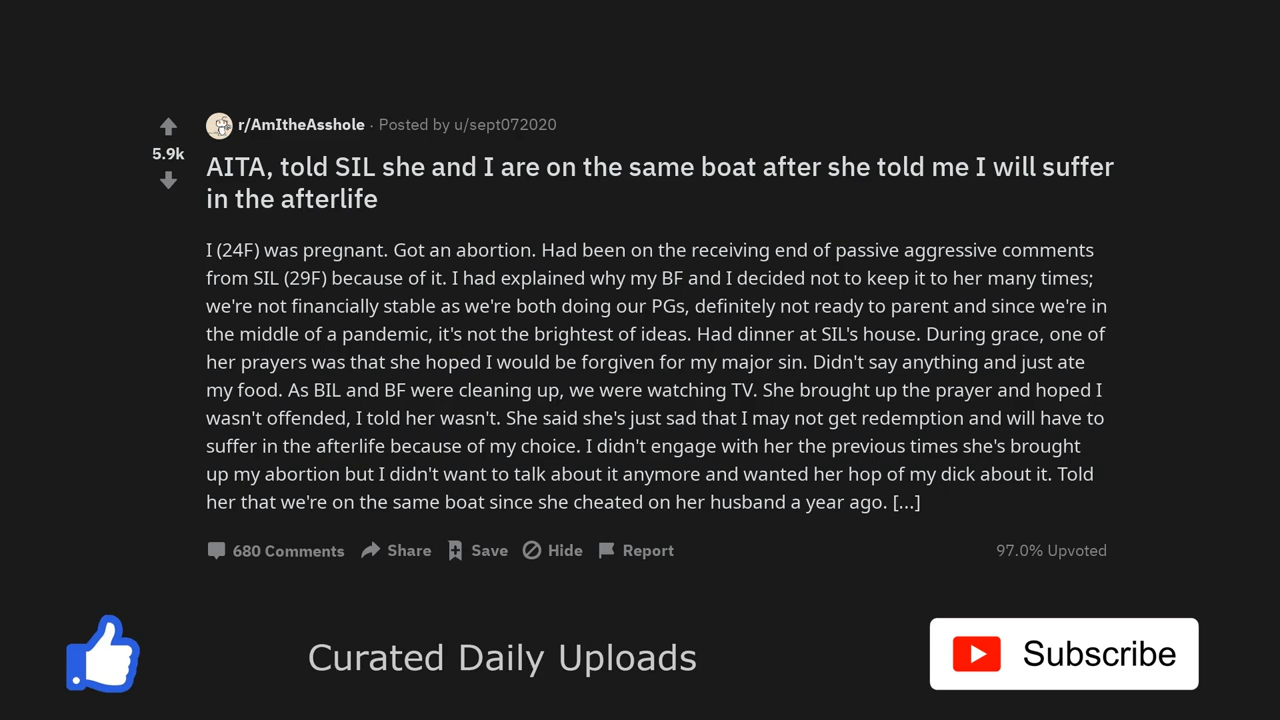 r/AmItheAsshole · Posted by u/sept072020
5.9k
AITA, told SIL she and I are on the same boat after she told me I will suffer
in the afterlife
I (24F) was pregnant. Got an abortion. Had been on the receiving end of passive aggressive comments
from SIL (29F) because of it. I had explained why my BF and I decided not to keep it to her many times;
we're not financially stable as we're both doing our PGs, definitely not ready to parent and since we're in
the middle of a pandemic, it's not the brightest of ideas. Had dinner at SIL's house. During grace, one of
her prayers was that she hoped I would be forgiven for my major sin. Didn't say anything and just ate
my food. As BIL and BF were cleaning up, we were watching TV. She brought up the prayer and hoped I
wasn't offended, I told her wasn't. She said she's just sad that I may not get redemption and will have to
suffer in the afterlife because of my choice. I didn't engage with her the previous times she's brought
up my abortion but I didn't want to talk about it anymore and wanted her hop of my dick about it. Told
her that we're on the same boat since she cheated on her husband a year ago. [...]
680 Comments Share Save Hide Report 97.0% Upvoted
Curated Daily Uploads
Subscribe